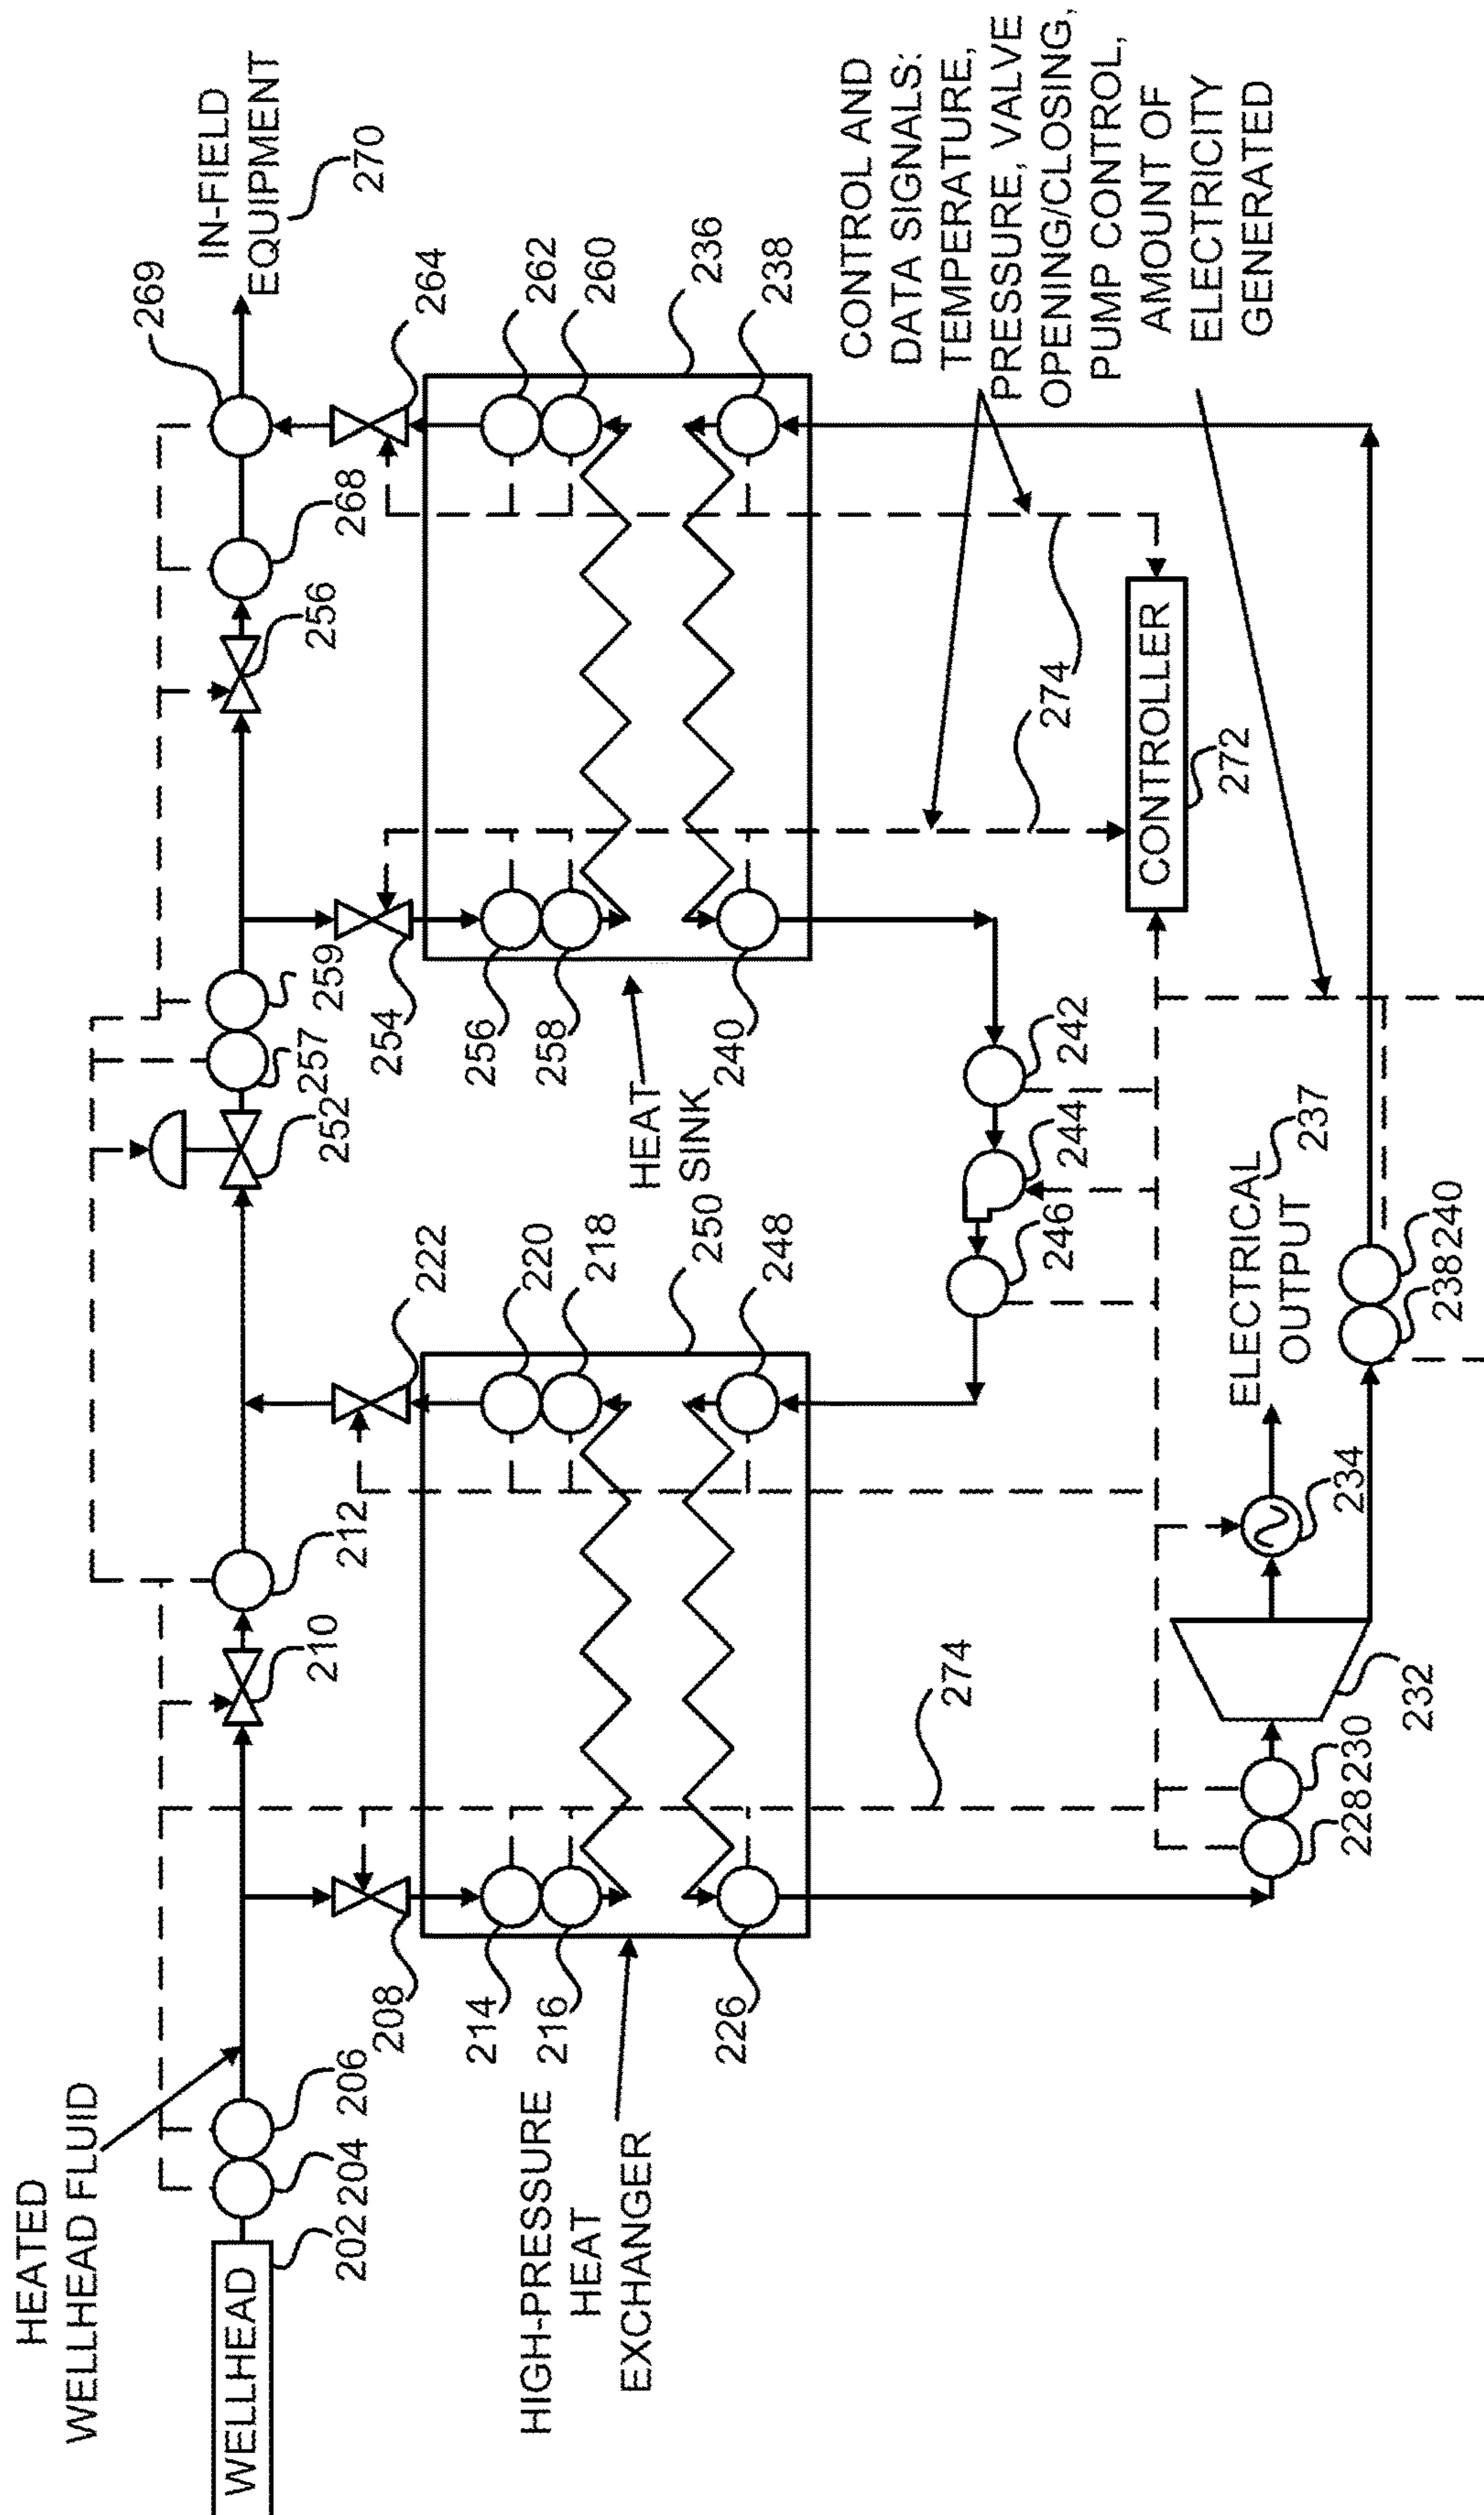 HEATED
WELLHEAD FLUID
WELLHEAD
202
204
206
208
210
212
222
252
257
259
254
256
268
269
264
IN-FIELD
EQUIPMENT
270
HIGH-PRESSURE
HEAT
EXCHANGER
214
216
226
220
218
250
248
HEAT
SINK
256
258
240
262
260
236
238
242
244
246
274
274
CONTROLLER
272
CONTROL AND
DATA SIGNALS:
TEMPERATURE,
PRESSURE, VALVE
OPENING/CLOSING,
PUMP CONTROL,
AMOUNT OF
ELECTRICITY
GENERATED
228
230
232
234
ELECTRICAL
OUTPUT
237
238
240